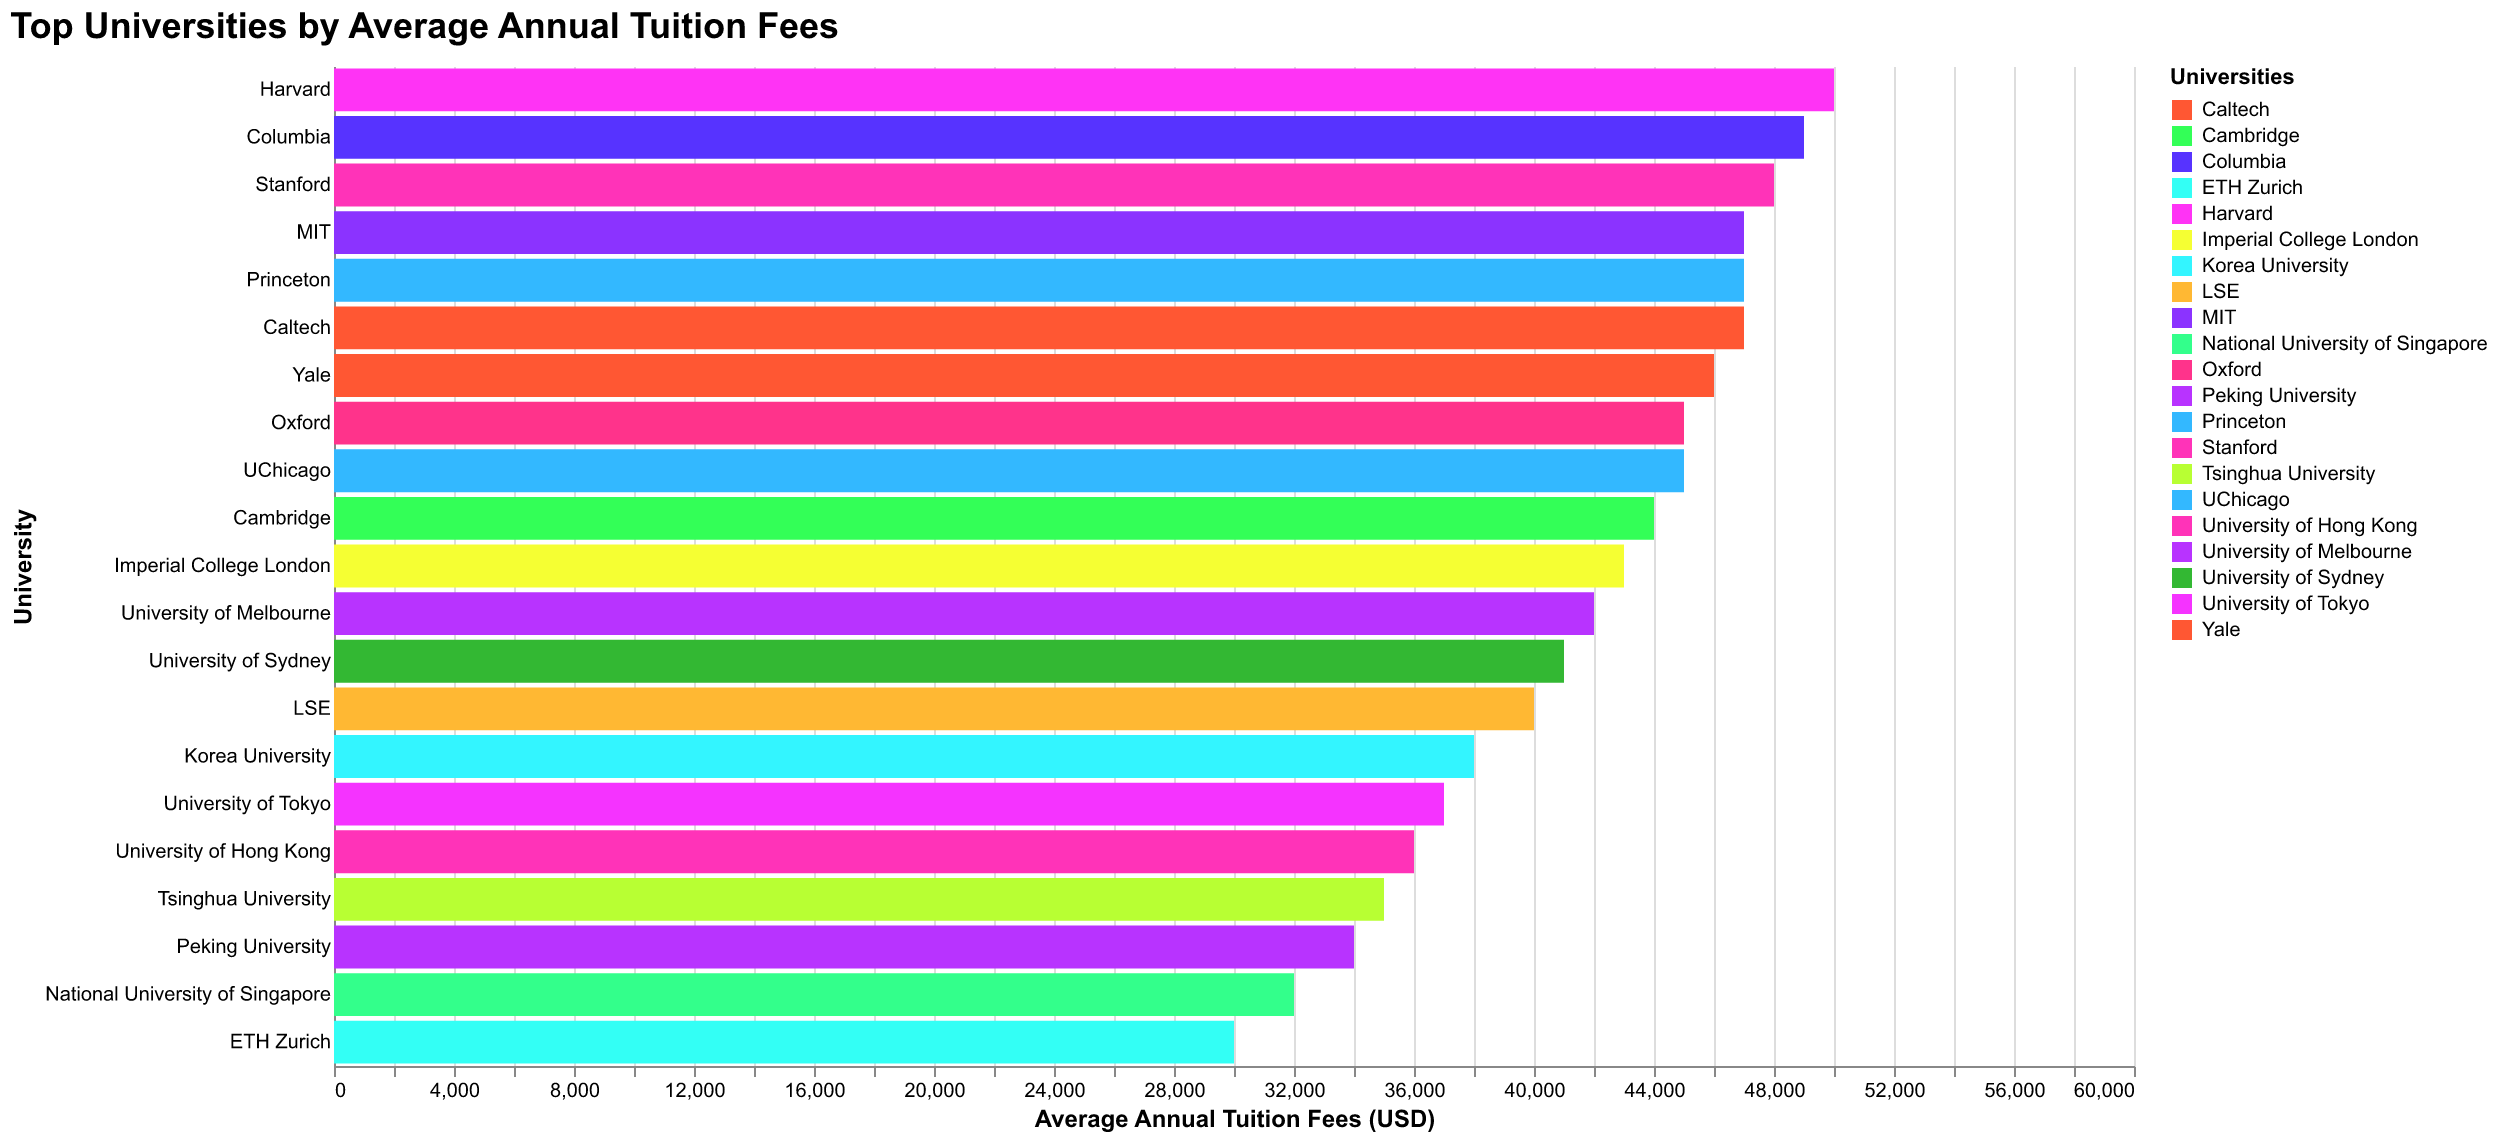 Top Universities by Average Annual Tuition Fees
University
Harvard
Columbia
Stanford
MIT
Princeton
Caltech
Yale
Oxford
UChicago
Cambridge
Imperial College London
University of Melbourne
University of Sydney
LSE
Korea University
University of Tokyo
University of Hong Kong
Tsinghua University
Peking University
National University of Singapore
ETH Zurich
0 4,000 8,000 12,000 16,000 20,000 24,000 28,000 32,000 36,000 40,000 44,000 48,000 52,000 56,000 60,000
Average Annual Tuition Fees (USD)
Universities
Caltech
Cambridge
Columbia
ETH Zurich
Harvard
Imperial College London
Korea University
LSE
MIT
National University of Singapore
Oxford
Peking University
Princeton
Stanford
Tsinghua University
UChicago
University of Hong Kong
University of Melbourne
University of Sydney
University of Tokyo
Yale